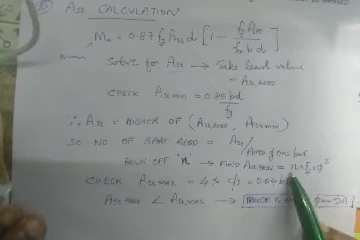 ⑥ Ast CALCULATION
Mu = 0.87 fy Ast d [1 - fy Ast / fck b d]
Solve for Ast → Take least value
= Ast,reqd
CHECK Ast min = 0.85 bd / fy
∴ Ast = HIGHER OF (Ast,reqd, Ast,min)
SO NO OF BARS REQD = Ast /
Area of one bar
ROUND OFF 'n' → FIND Ast,prov = n × π/4 × φ²
CHECK Ast max = 4% c/s = 0.04 b
Ast prov < Ast,max →